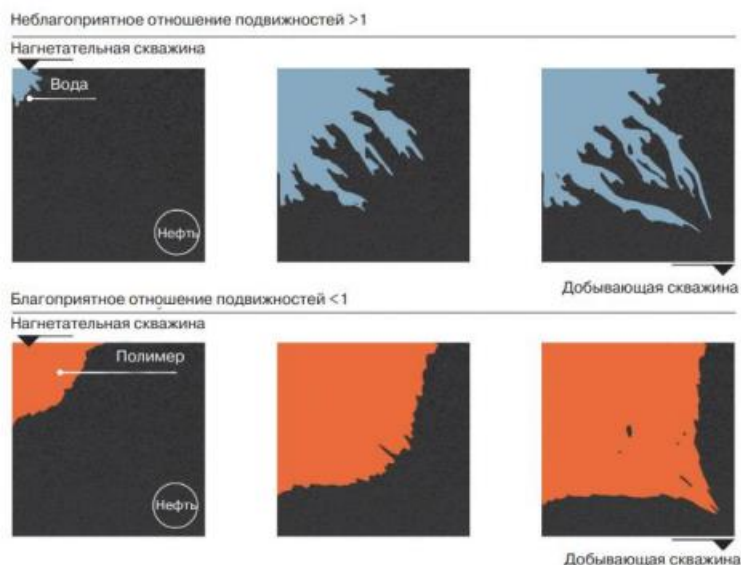 Неблагоприятное отношение подвижностей >1
Нагнетательная скважина
Вода
Нефть
Добывающая скважина
Благоприятное отношение подвижностей <1
Нагнетательная скважина
Полимер
Нефть
Добывающая скважина